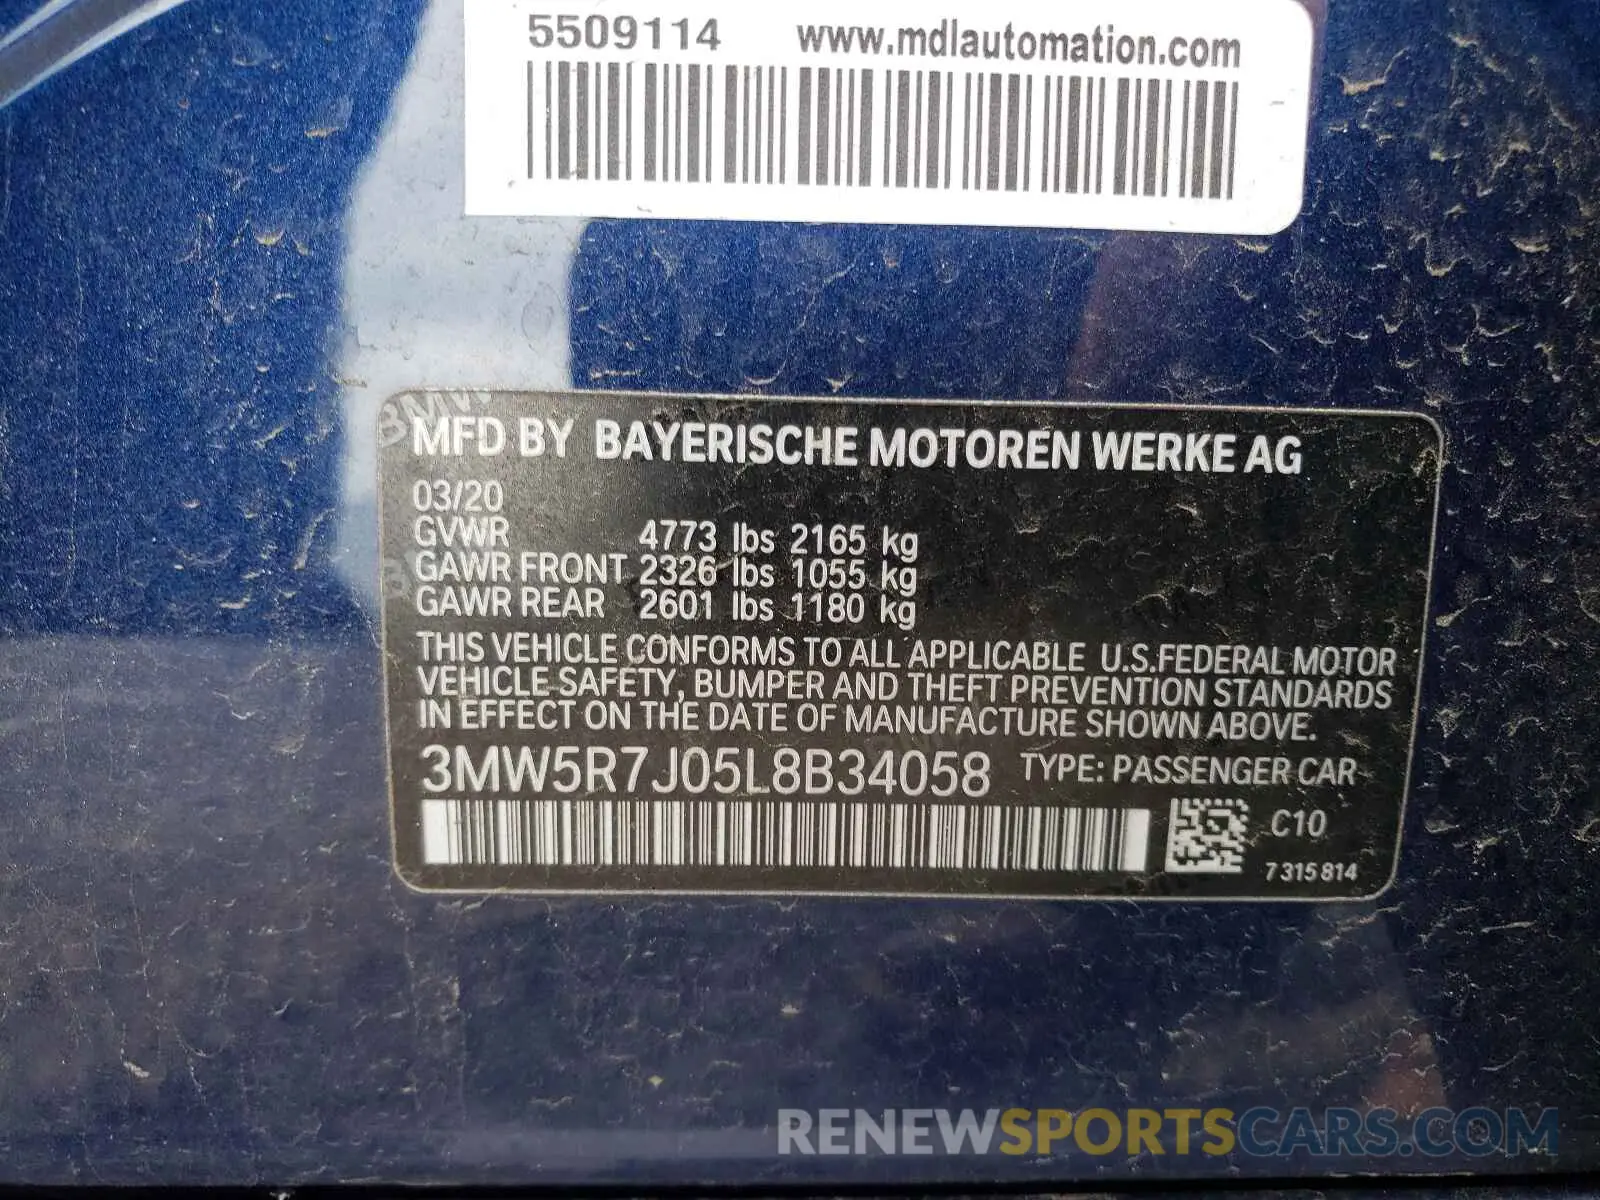 5509114 www.mdlautomation.com
MFD BY BAYERISCHE MOTOREN WERKE AG
03/20
GVWR 4773 lbs 2165 kg
GAWR FRONT 2326 lbs 1055 kg
GAWR REAR 2601 lbs 1180 kg
THIS VEHICLE CONFORMS TO ALL APPLICABLE U.S.FEDERAL MOTOR
VEHICLE SAFETY, BUMPER AND THEFT PREVENTION STANDARDS
IN EFFECT ON THE DATE OF MANUFACTURE SHOWN ABOVE.
3MW5R7J05L8B34058 TYPE: PASSENGER CAR
C10
7 315 814
RENEWSPORTSCARS.COM